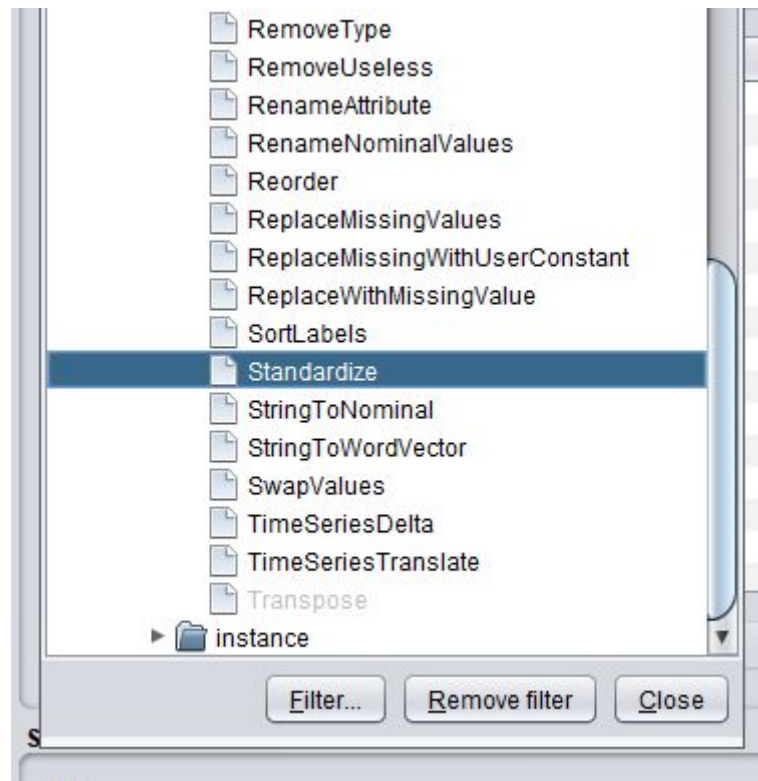 RemoveType
RemoveUseless
RenameAttribute
RenameNominalValues
Reorder
ReplaceMissingValues
ReplaceMissingWithUserConstant
ReplaceWithMissingValue
SortLabels
Standardize
StringToNominal
StringToWordVector
SwapValues
TimeSeriesDelta
TimeSeriesTranslate
Transpose
instance
Filter... Remove filter Close